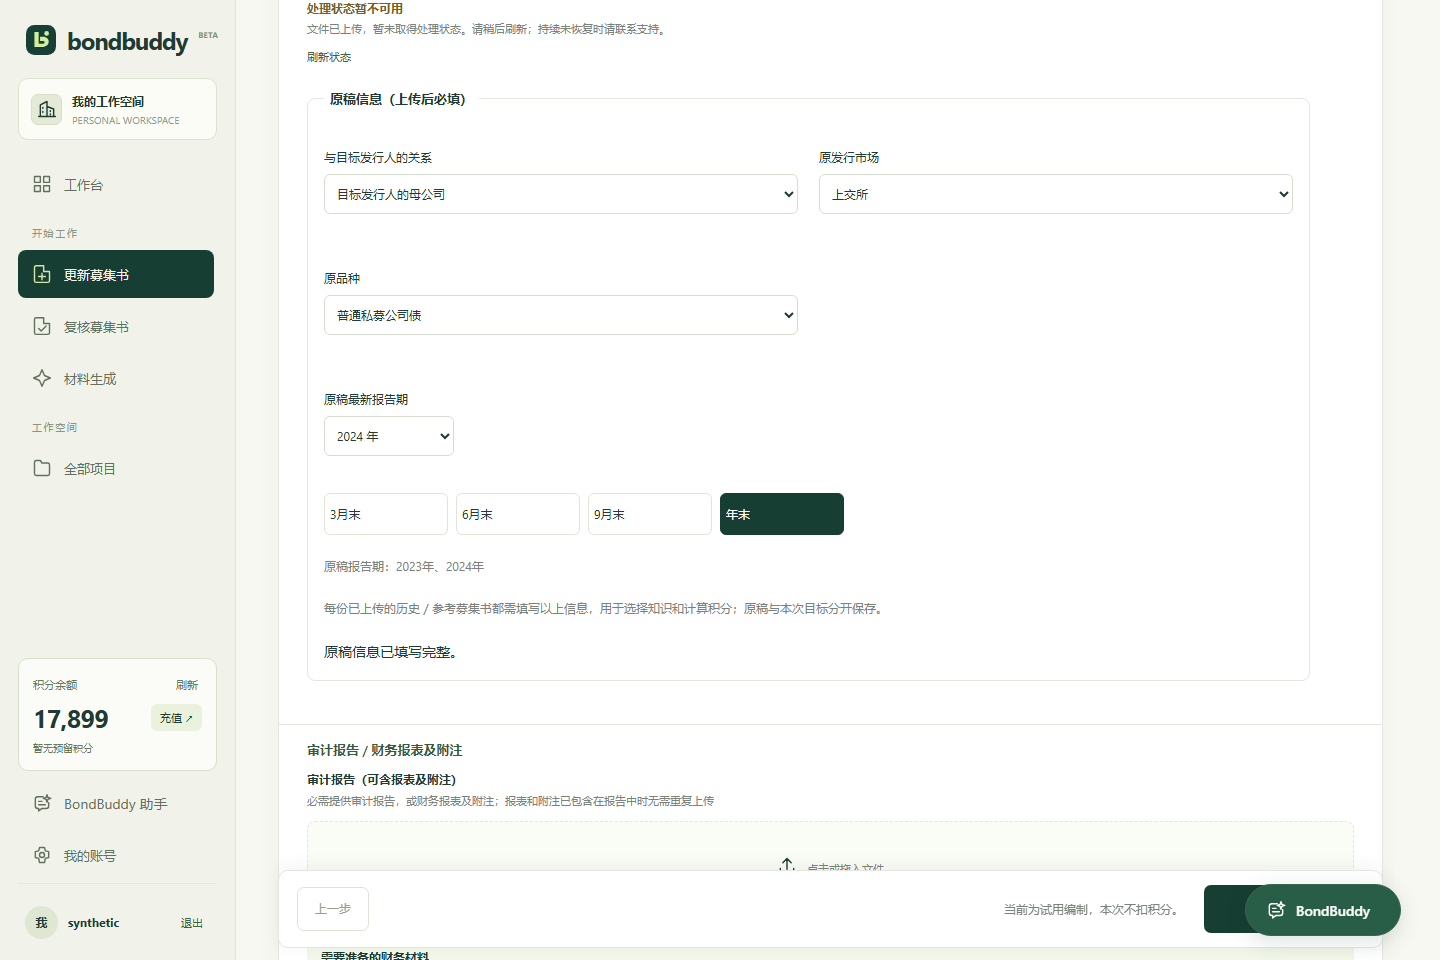 bondbuddy BETA
我的工作空间
PERSONAL WORKSPACE
工作台
开始工作
更新募集书
复核募集书
材料生成
工作空间
全部项目
积分余额 刷新
17,899 充值↗
暂无预留积分
BondBuddy 助手
我的账号
我 synthetic 退出
处理状态暂不可用
文件已上传，暂未取得处理状态。请稍后刷新；持续未恢复时请联系支持。
刷新状态
原稿信息（上传后必填）
与目标发行人的关系 原发行市场
目标发行人的母公司 上交所
原品种
普通私募公司债
原稿最新报告期
2024 年
3月末 6月末 9月末 年末
原稿报告期：2023年、2024年
每份已上传的历史 / 参考募集书都需填写以上信息，用于选择知识和计算积分；原稿与本次目标分开保存。
原稿信息已填写完整。
审计报告 / 财务报表及附注
审计报告（可含报表及附注）
必需提供审计报告，或财务报表及附注；报表和附注已包含在报告中时无需重复上传
点击或拖入文件
上一步 当前为试用编制，本次不扣积分。 BondBuddy
需要准备的财务材料